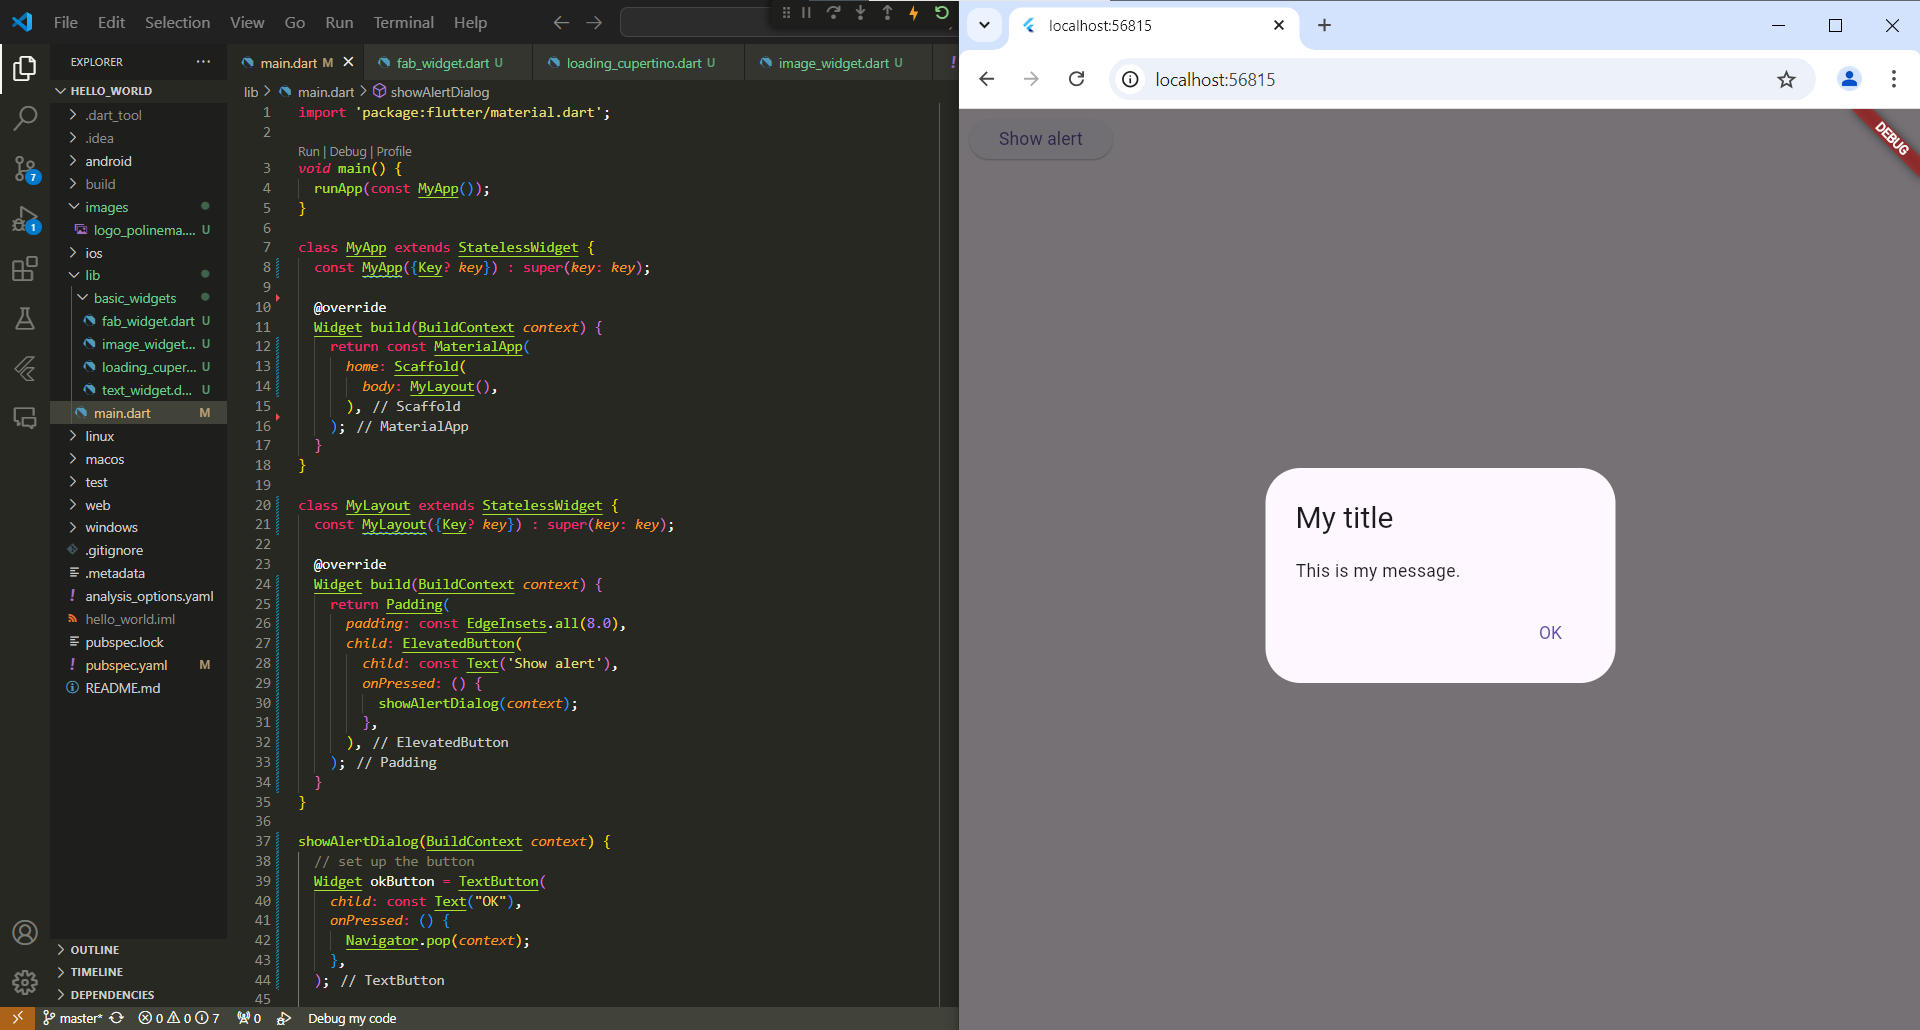 File Edit Selection View Go Run Terminal Help
EXPLORER ···
HELLO_WORLD
.dart_tool
.idea
android
build
images
logo_polinema.... U
ios
lib
basic_widgets
fab_widget.dart U
image_widget... U
loading_cuper... U
text_widget.d... U
main.dart M
linux
macos
test
web
windows
.gitignore
.metadata
analysis_options.yaml
hello_world.iml
pubspec.lock
pubspec.yaml M
README.md
OUTLINE
TIMELINE
DEPENDENCIES
7
1
main.dart M fab_widget.dart U loading_cupertino.dart U image_widget.dart U
lib > main.dart > showAlertDialog
1 import 'package:flutter/material.dart';
2
Run | Debug | Profile
3 void main() {
4 runApp(const MyApp());
5 }
6
7 class MyApp extends StatelessWidget {
8 const MyApp({Key? key}) : super(key: key);
9
10 @override
11 Widget build(BuildContext context) {
12 return const MaterialApp(
13 home: Scaffold(
14 body: MyLayout(),
15 ), // Scaffold
16 ); // MaterialApp
17 }
18 }
19
20 class MyLayout extends StatelessWidget {
21 const MyLayout({Key? key}) : super(key: key);
22
23 @override
24 Widget build(BuildContext context) {
25 return Padding(
26 padding: const EdgeInsets.all(8.0),
27 child: ElevatedButton(
28 child: const Text('Show alert'),
29 onPressed: () {
30 showAlertDialog(context);
31 },
32 ), // ElevatedButton
33 ); // Padding
34 }
35 }
36
37 showAlertDialog(BuildContext context) {
38 // set up the button
39 Widget okButton = TextButton(
40 child: const Text("OK"),
41 onPressed: () {
42 Navigator.pop(context);
43 },
44 ); // TextButton
45
master* 0 0 7 0 Debug my code
localhost:56815
localhost:56815
Show alert
DEBUG
My title
This is my message.
OK